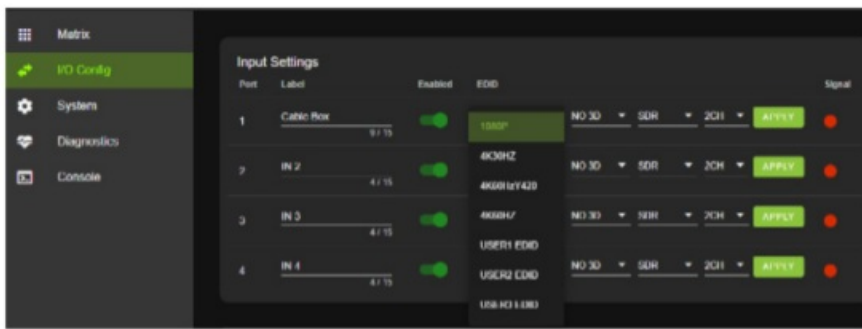 Matrix
I/O Config
System
Diagnostics
Console
Input Settings
Port Label Enabled EDID Signal
1 Cable Box 9 / 15 NO 3D SDR 2CH APPLY
1080P
4K30HZ
2 IN 2 4 / 15 NO 3D SDR 2CH APPLY
4K60HzY420
4K60HZ
3 IN 3 4 / 15 NO 3D SDR 2CH APPLY
USER1 EDID
4 IN 4 4 / 15 NO 3D SDR 2CH APPLY
USER2 EDID
USER3 EDID